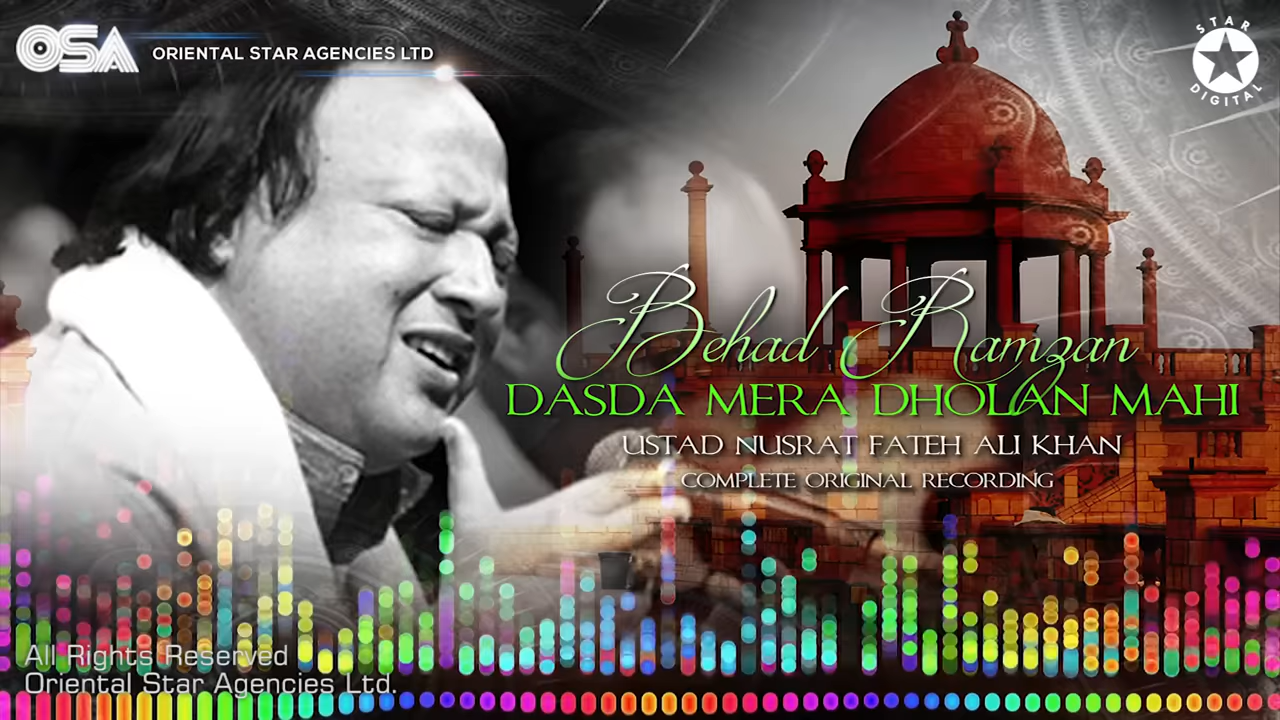 OSA ORIENTAL STAR AGENCIES LTD
STAR
DIGITAL
Behad Ramzan
DASDA MERA DHOLAN MAHI
USTAD NUSRAT FATEH ALI KHAN
COMPLETE ORIGINAL RECORDING
All Rights Reserved
Oriental Star Agencies Ltd.